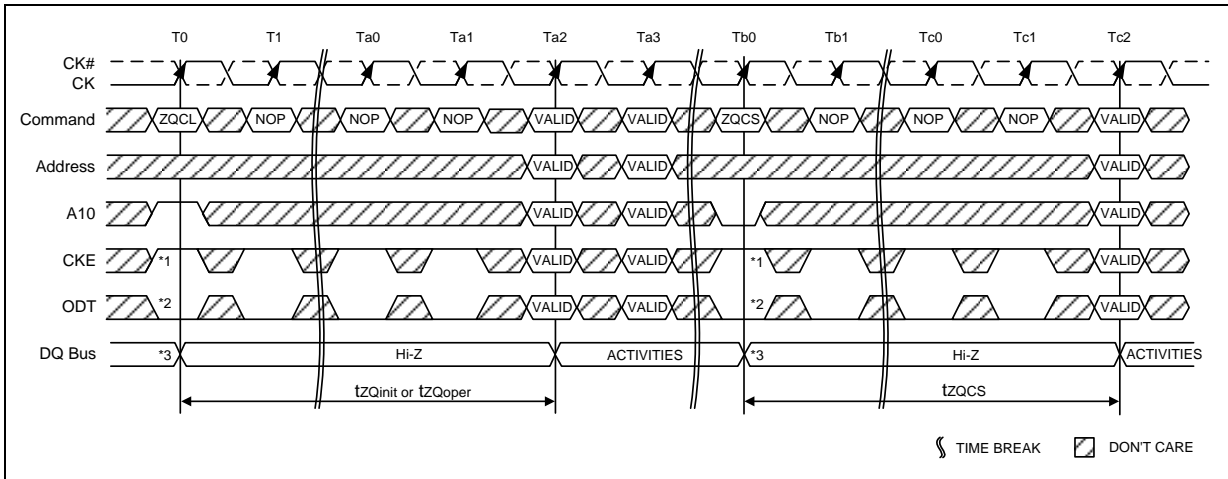 T0 T1 Ta0 Ta1 Ta2 Ta3 Tb0 Tb1 Tc0 Tc1 Tc2
CK#
CK
Command ZQCL NOP NOP NOP VALID VALID ZQCS NOP NOP NOP VALID
Address VALID VALID VALID
A10 VALID VALID VALID
CKE *1 VALID VALID *1 VALID
ODT *2 VALID VALID *2 VALID
DQ Bus *3 Hi-Z ACTIVITIES *3 Hi-Z ACTIVITIES
tZQinit or tZQoper tZQCS
TIME BREAK DON'T CARE